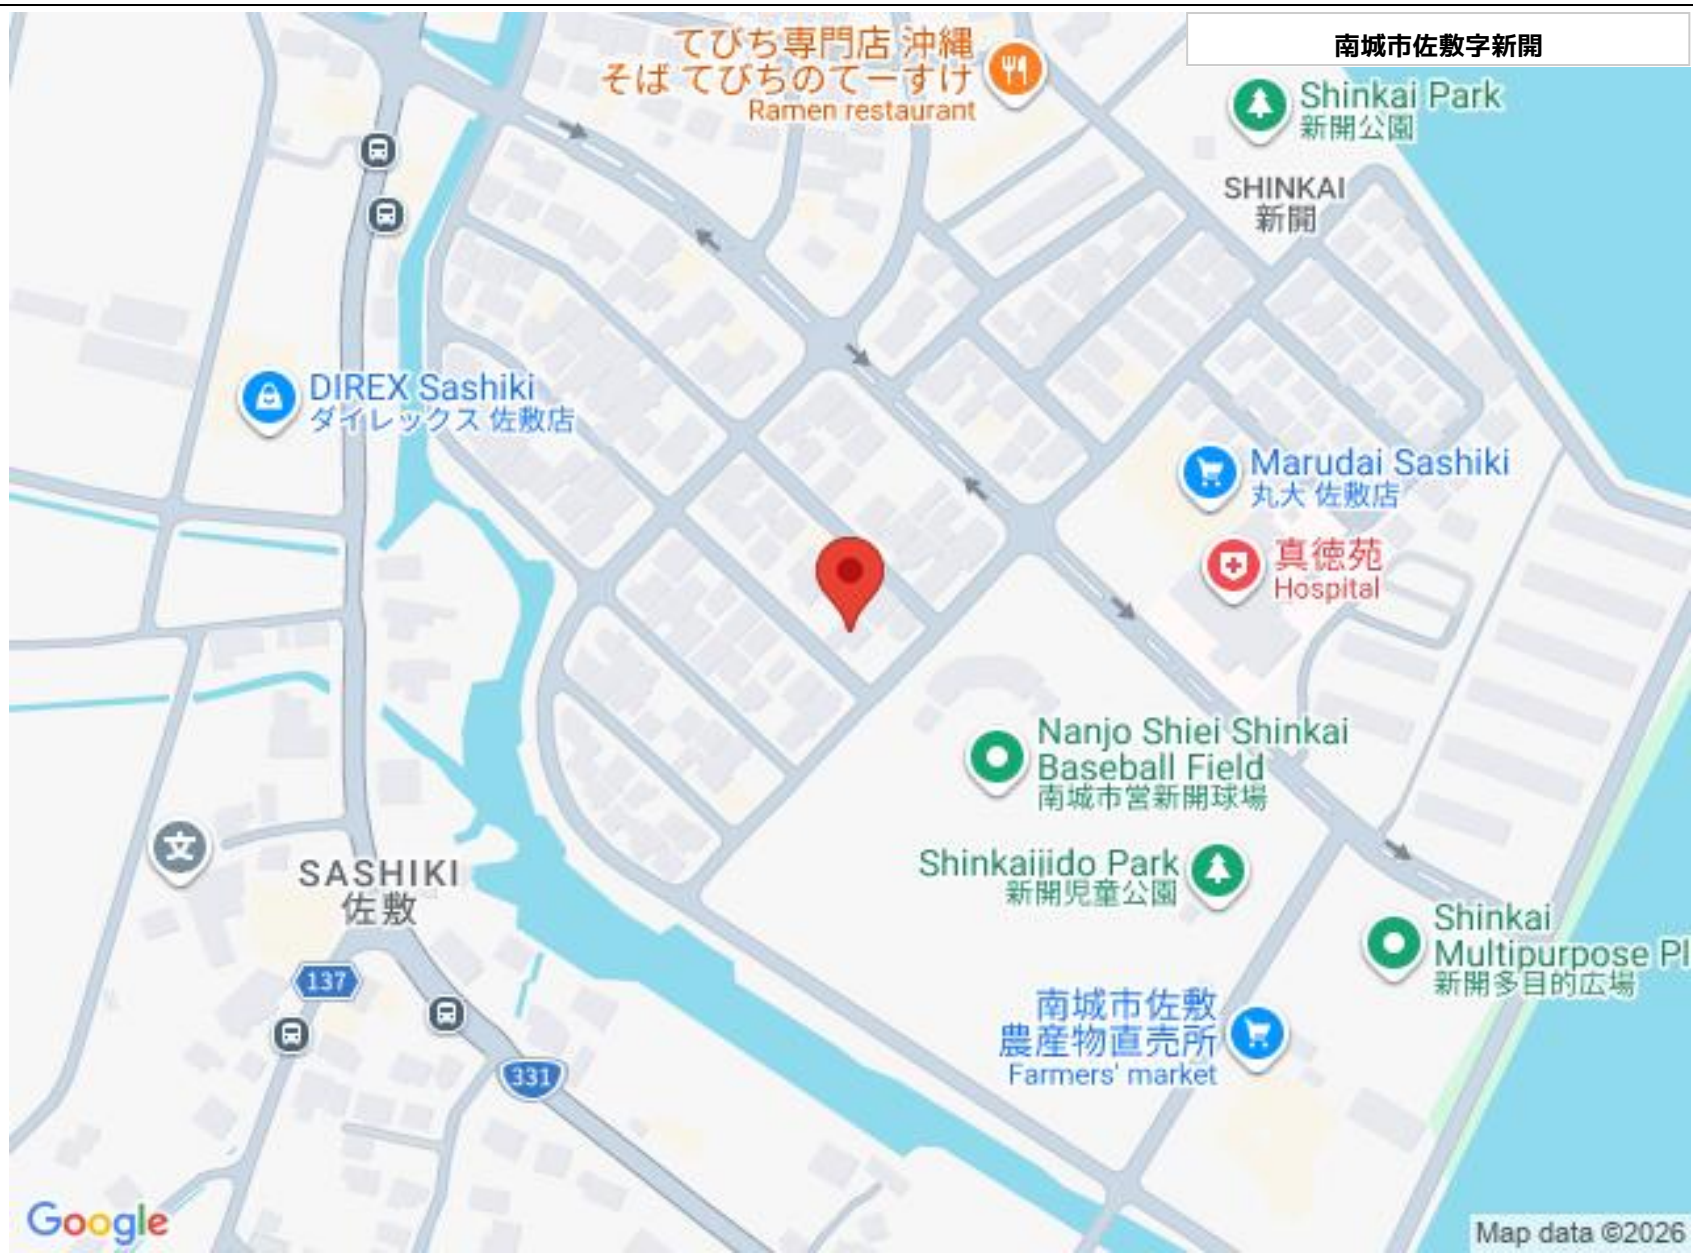 南城市佐敷字新開
てびち専門店 沖縄
そば てびちのてーすけ
Ramen restaurant
Shinkai Park
新開公園
SHINKAI
新開
DIREX Sashiki
ダイレックス 佐敷店
Marudai Sashiki
丸大 佐敷店
真徳苑
Hospital
Nanjo Shiei Shinkai
Baseball Field
南城市営新開球場
文
SASHIKI
佐敷
Shinkaijido Park
新開児童公園
Shinkai
Multipurpose Pl
新開多目的広場
137
南城市佐敷
農産物直売所
Farmers' market
331
Google
Map data ©2026